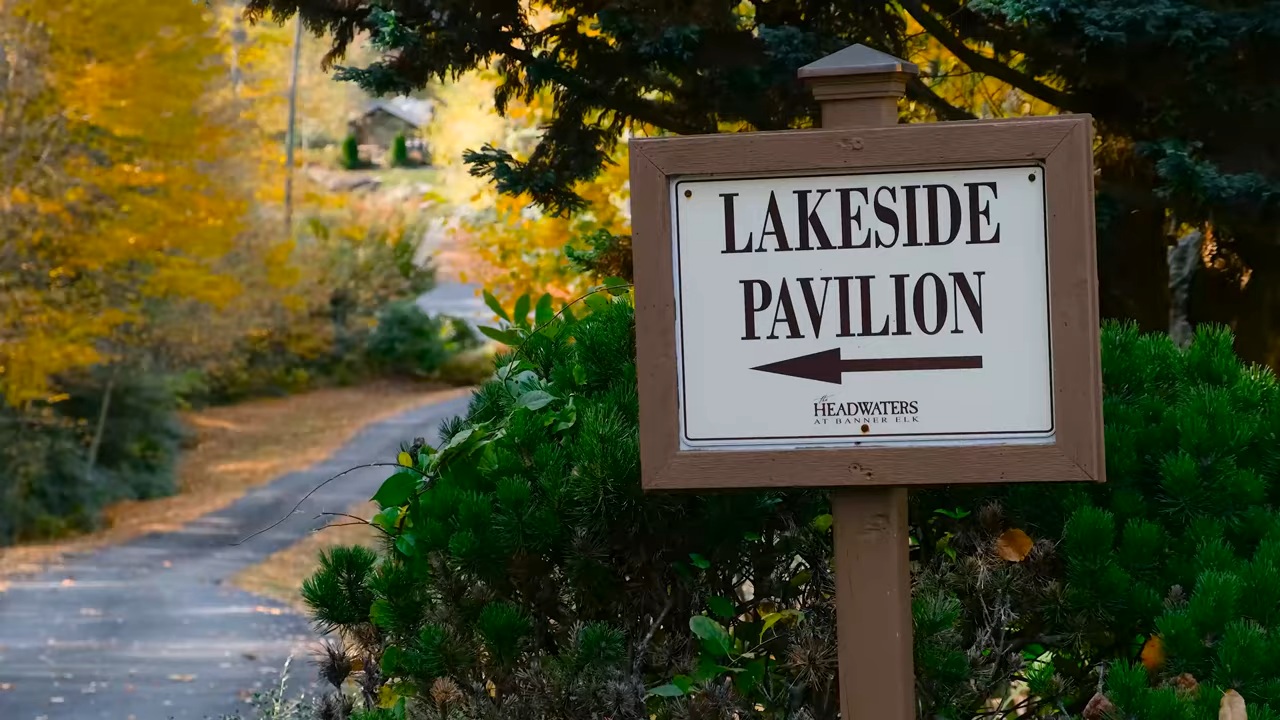 LAKESIDE
PAVILION
the
HEADWATERS
AT BANNER ELK